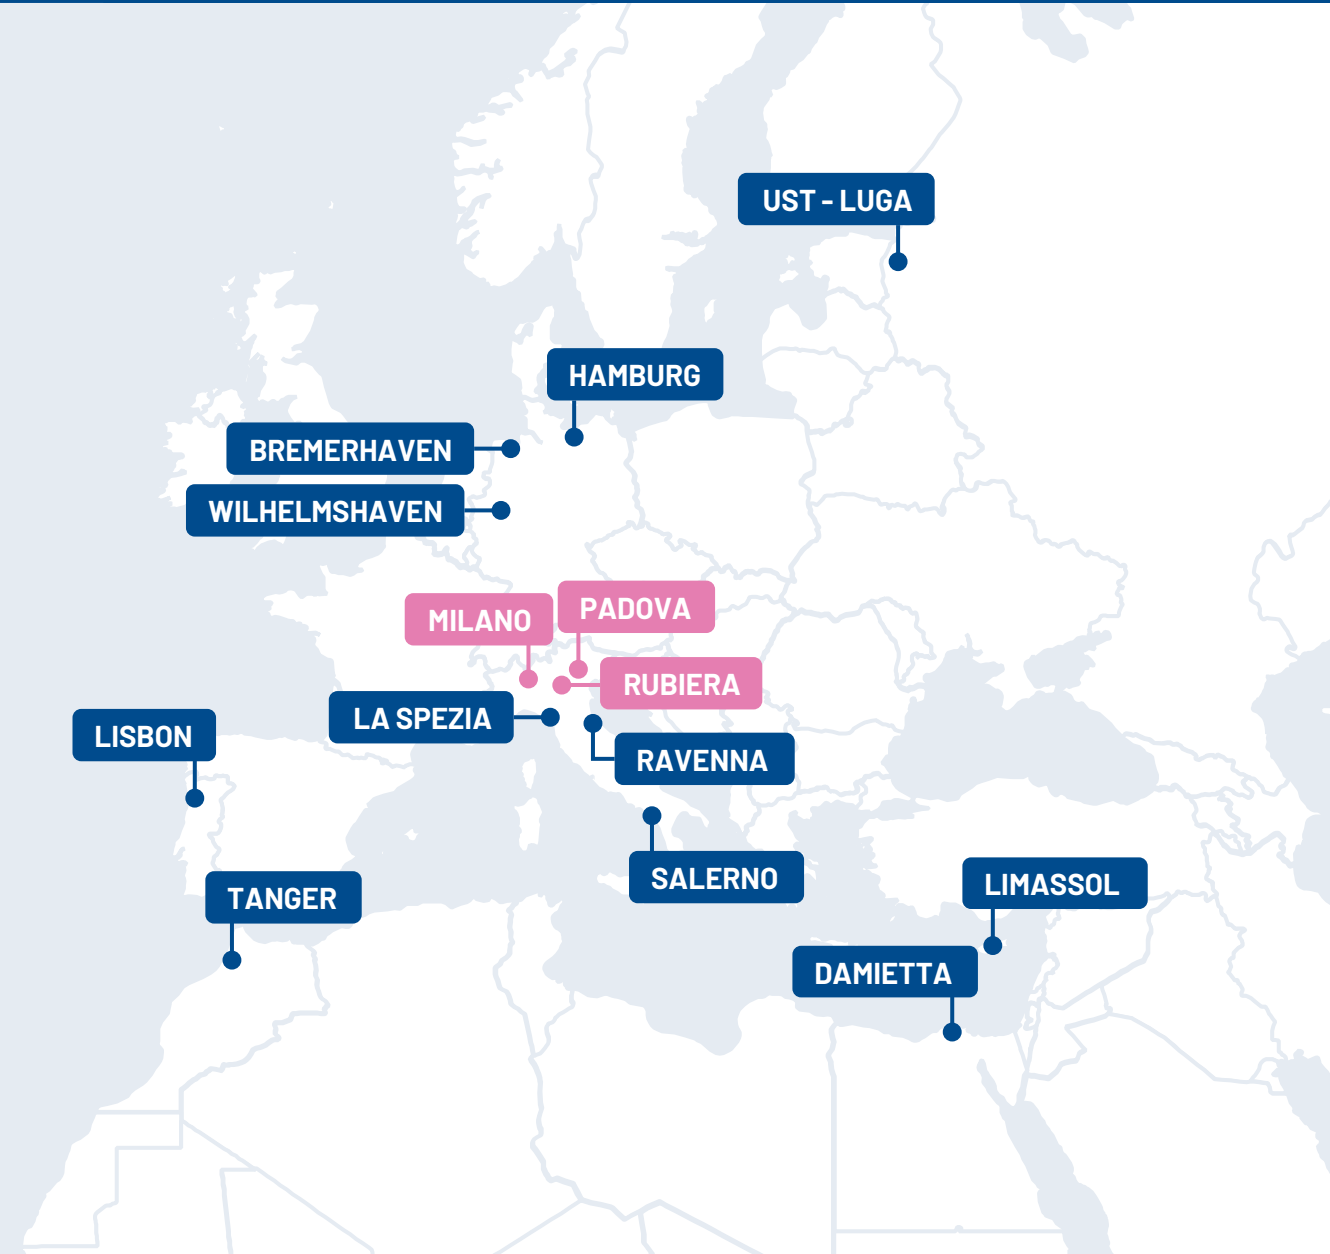 UST - LUGA
HAMBURG
BREMERHAVEN
WILHELMSHAVEN
PADOVA
MILANO
RUBIERA
LA SPEZIA
LISBON
RAVENNA
SALERNO
LIMASSOL
TANGER
DAMIETTA